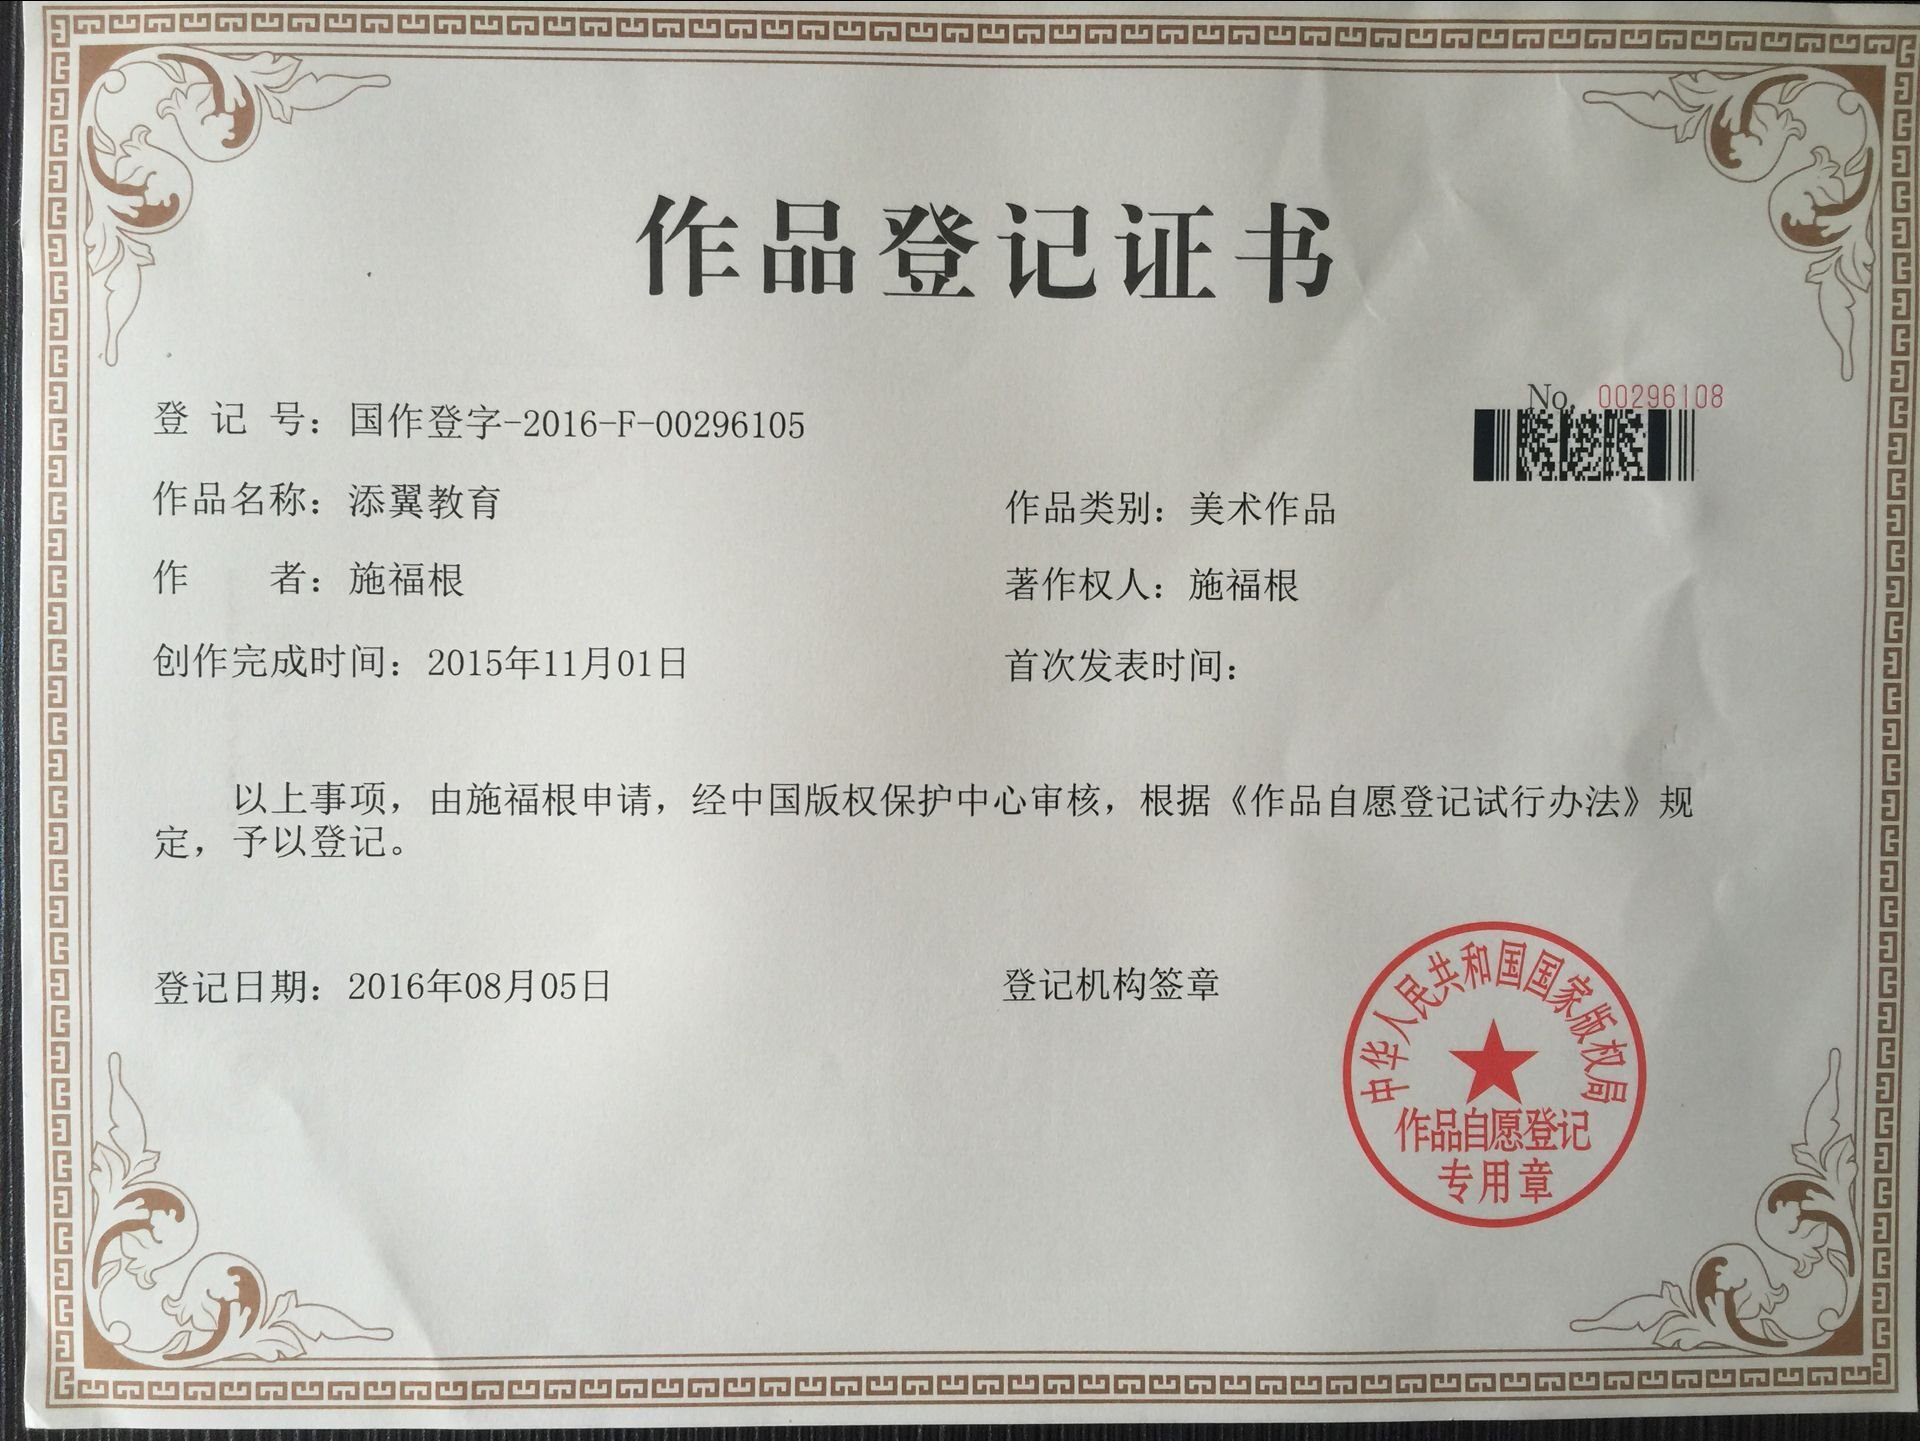 作品登记证书
No. 00296108
登 记 号：国作登字-2016-F-00296105
作品名称：添翼教育
作品类别：美术作品
作 者：施福根
著作权人：施福根
创作完成时间：2015年11月01日
首次发表时间：
以上事项，由施福根申请，经中国版权保护中心审核，根据《作品自愿登记试行办法》规
定，予以登记。
登记日期：2016年08月05日
登记机构签章
中华人民共和国国家版权局
作品自愿登记
专用章